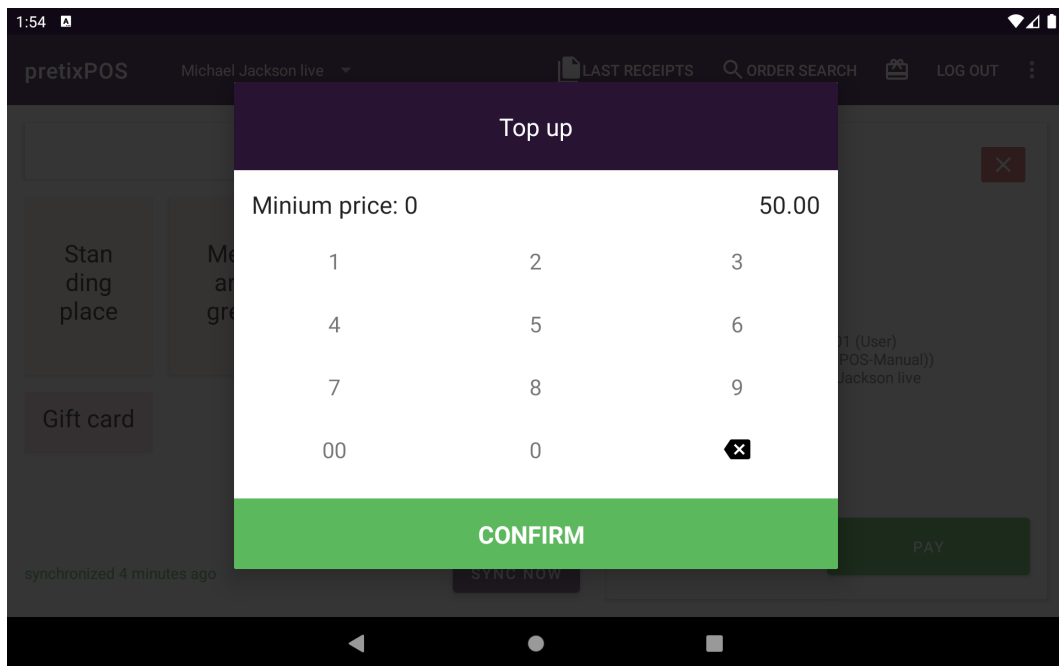 1:54
pretixPOS
Michael Jackson live
LAST RECEIPTS
ORDER SEARCH
LOG OUT
Top up
Minium price: 0
50.00
1 2 3
4 5 6
7 8 9
00 0
CONFIRM
Stan
ding
place
Gift card
01 (User)
POS-Manual))
Jackson live
PAY
synchronized 4 minutes ago
SYNC NOW